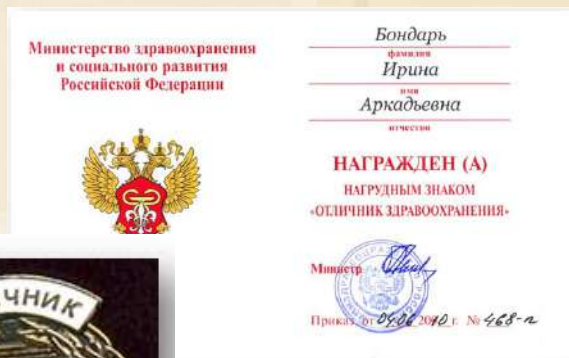 Министерство здравоохранения
и социального развития
Российской Федерации
Бондарь
фамилия
Ирина
имя
Аркадьевна
отчество
НАГРАЖДЕН (А)
НАГРУДНЫМ ЗНАКОМ
«ОТЛИЧНИК ЗДРАВООХРАНЕНИЯ»
Министр
Приказ от 04.06 2010 г. № 468-п
ЧНИК